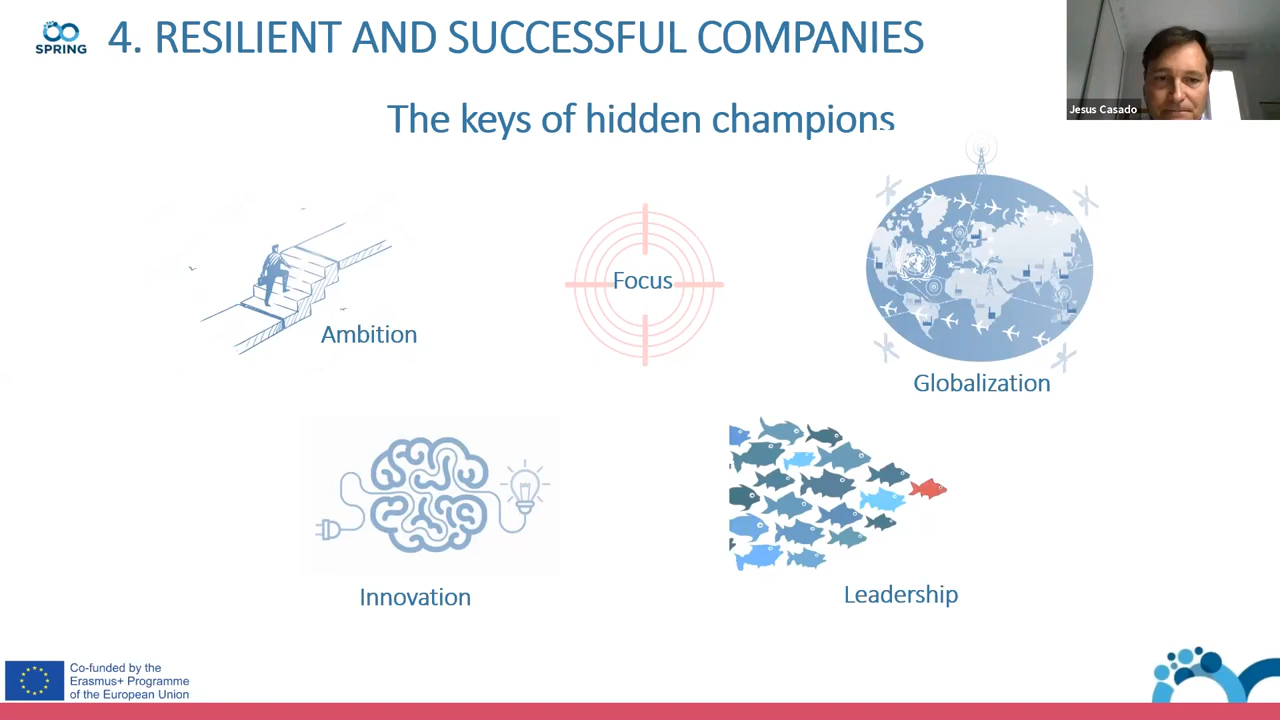 SPRING
4. RESILIENT AND SUCCESSFUL COMPANIES
Jesus Casado
The keys of hidden champions
Focus
Ambition
Globalization
Innovation
Leadership
Co-funded by the
Erasmus+ Programme
of the European Union